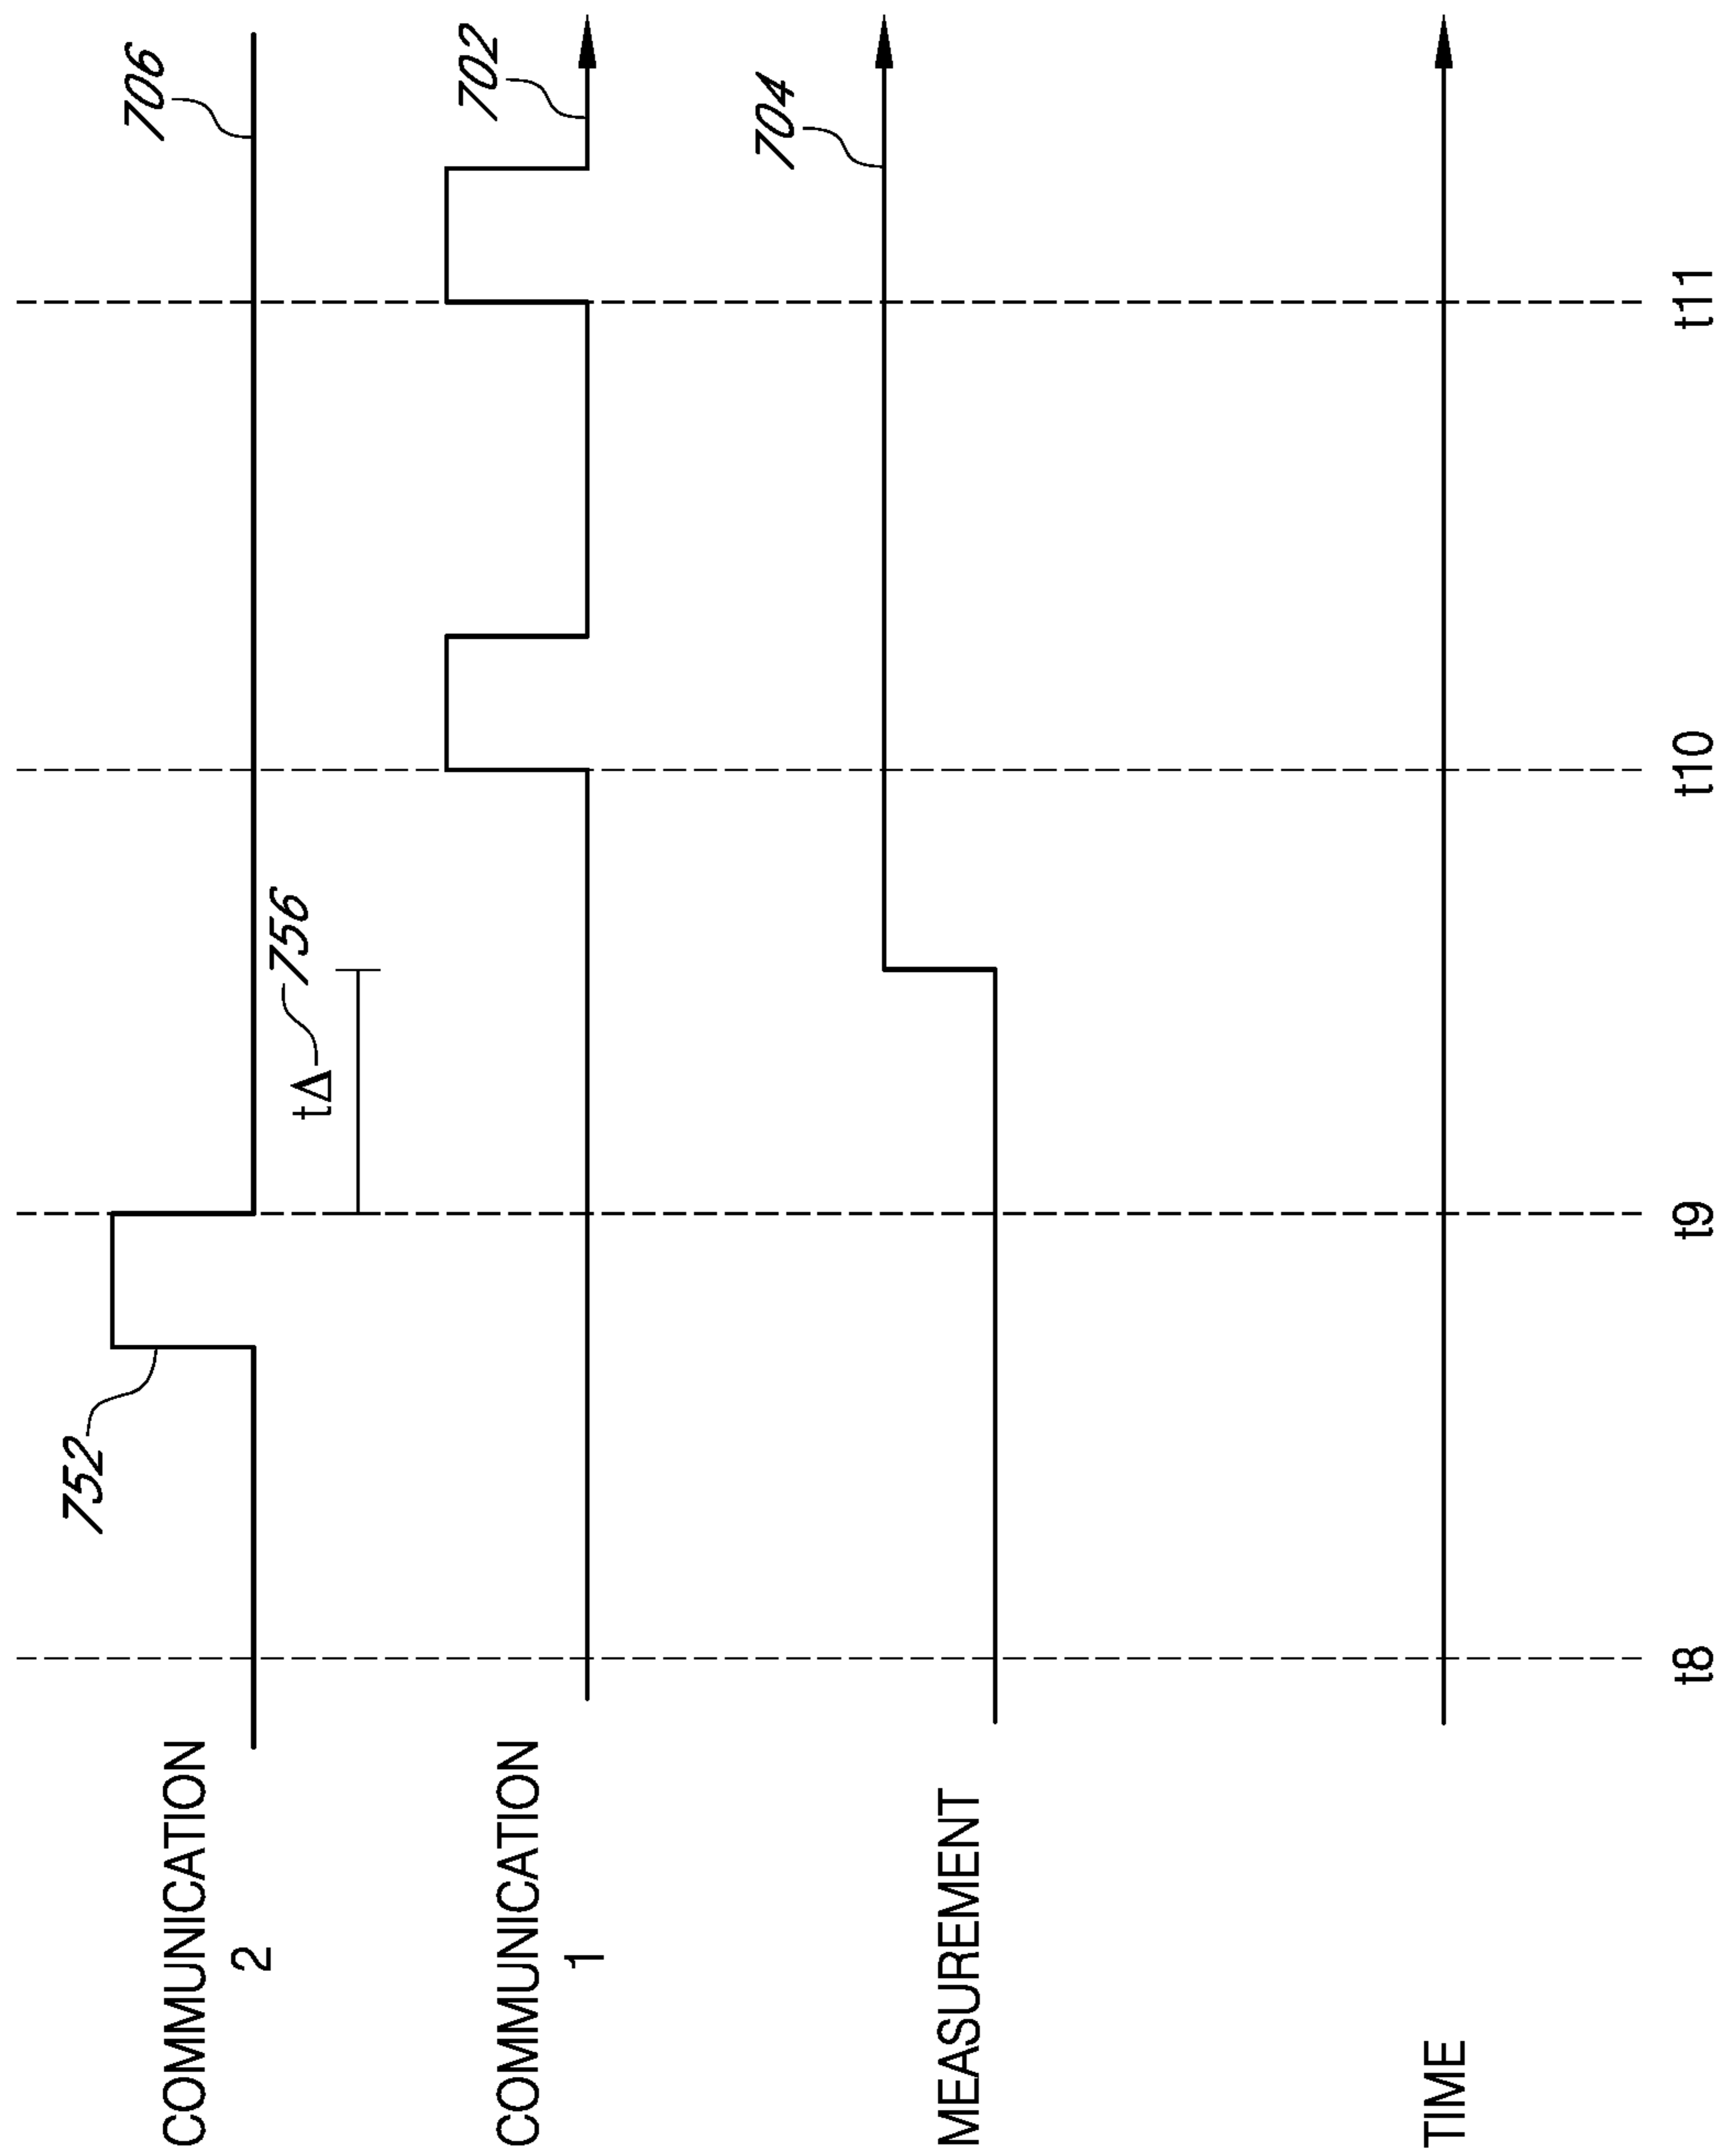 752
706
COMMUNICATION
2
tΔ
756
702
COMMUNICATION
1
704
MEASUREMENT
TIME
t8
t9
t10
t11